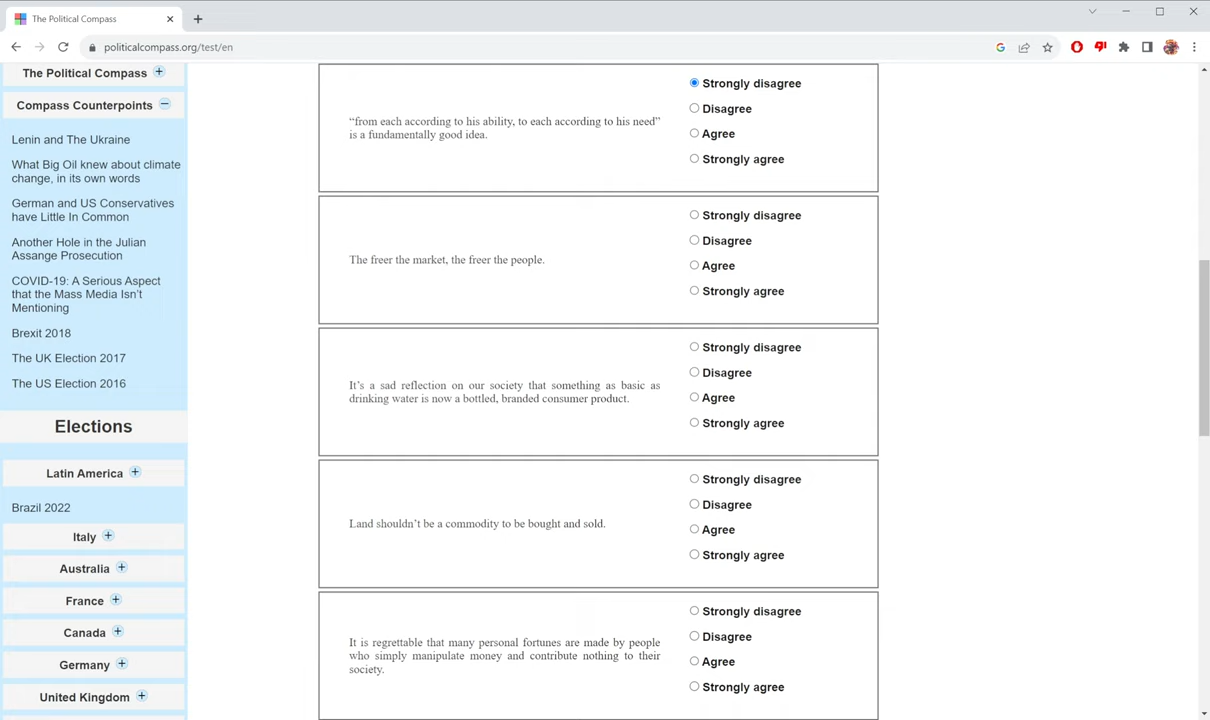 The Political Compass
politicalcompass.org/test/en
The Political Compass
Compass Counterpoints
Lenin and The Ukraine
What Big Oil knew about climate
change, in its own words
German and US Conservatives
have Little In Common
Another Hole in the Julian
Assange Prosecution
COVID-19: A Serious Aspect
that the Mass Media Isn't
Mentioning
Brexit 2018
The UK Election 2017
The US Election 2016
Elections
Latin America
Brazil 2022
Italy
Australia
France
Canada
Germany
United Kingdom
“from each according to his ability, to each according to his need”
is a fundamentally good idea.
Strongly disagree
Disagree
Agree
Strongly agree
The freer the market, the freer the people.
Strongly disagree
Disagree
Agree
Strongly agree
It’s a sad reflection on our society that something as basic as
drinking water is now a bottled, branded consumer product.
Strongly disagree
Disagree
Agree
Strongly agree
Land shouldn’t be a commodity to be bought and sold.
Strongly disagree
Disagree
Agree
Strongly agree
It is regrettable that many personal fortunes are made by people
who simply manipulate money and contribute nothing to their
society.
Strongly disagree
Disagree
Agree
Strongly agree